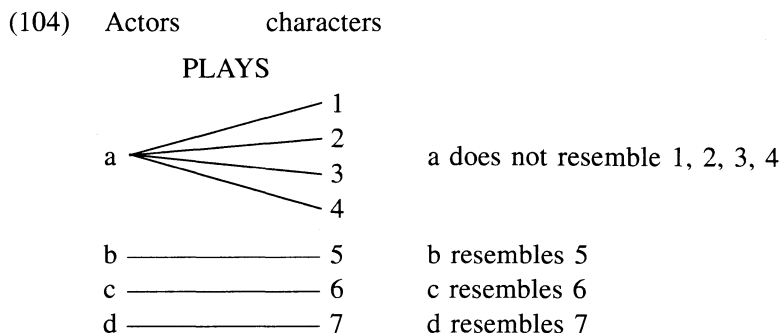 (104) Actors characters
PLAYS
1
2
a 3 a does not resemble 1, 2, 3, 4
4
b 5 b resembles 5
c 6 c resembles 6
d 7 d resembles 7